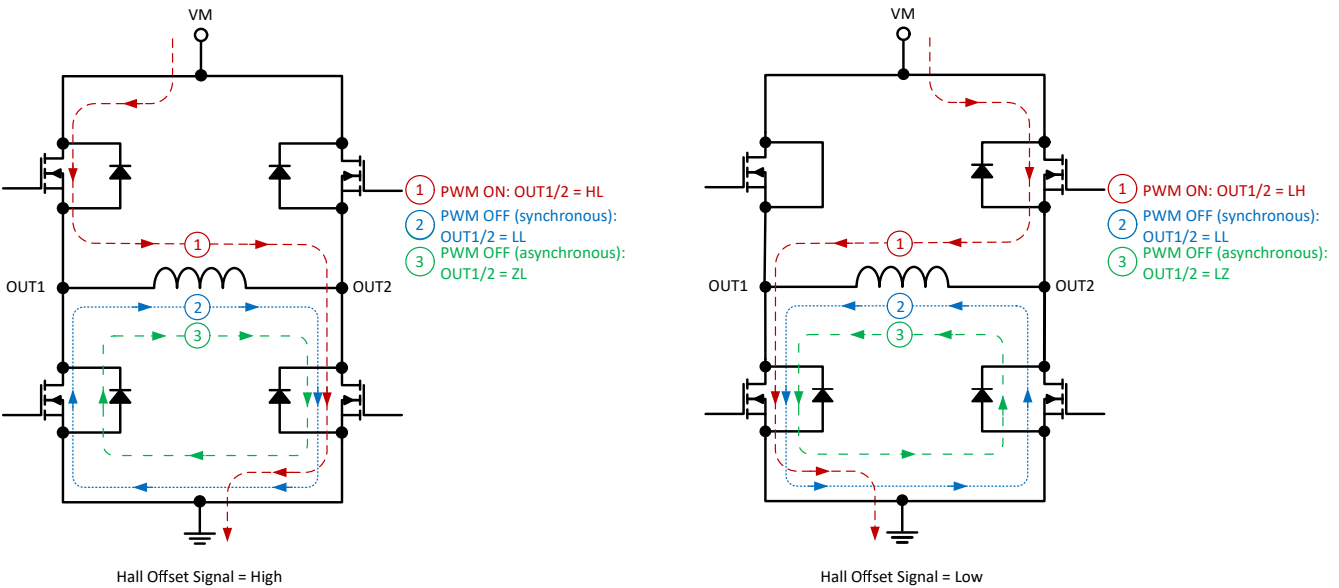 VM
1 PWM ON: OUT1/2 = HL
2 PWM OFF (synchronous):
OUT1/2 = LL
3 PWM OFF (asynchronous):
OUT1/2 = ZL
1
OUT1
OUT2
2
3
Hall Offset Signal = High
VM
1 PWM ON: OUT1/2 = LH
2 PWM OFF (synchronous):
OUT1/2 = LL
3 PWM OFF (asynchronous):
OUT1/2 = LZ
1
OUT1
OUT2
2
3
Hall Offset Signal = Low